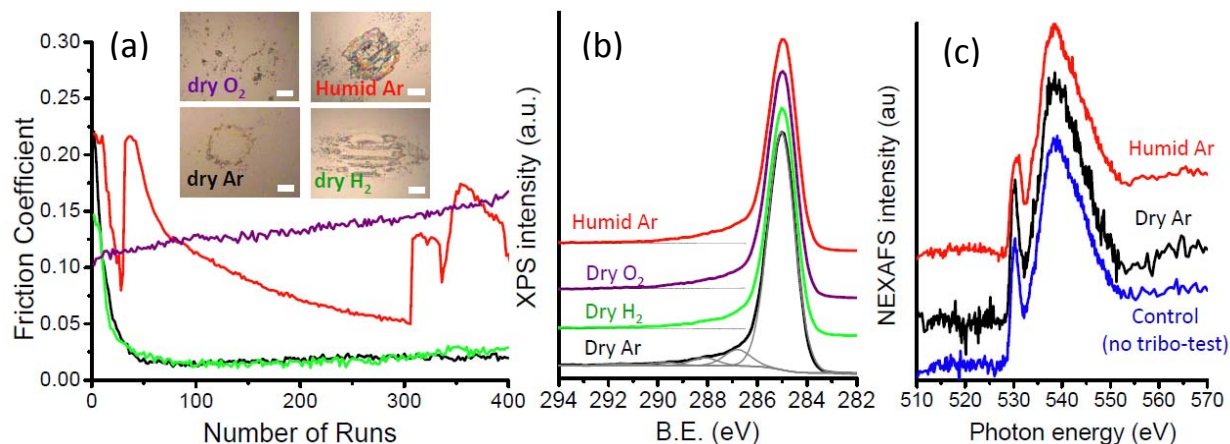 (a)
0.30
0.25
0.20
0.15
0.10
0.05
0.00
Friction Coefficient
0 100 200 300 400
Number of Runs
dry O₂
Humid Ar
dry Ar
dry H₂
(b)
XPS intensity (a.u.)
Humid Ar
Dry O₂
Dry H₂
Dry Ar
294 292 290 288 286 284 282
B.E. (eV)
(c)
NEXAFS intensity (au)
Humid Ar
Dry Ar
Control
(no tribo-test)
510 520 530 540 550 560 570
Photon energy (eV)